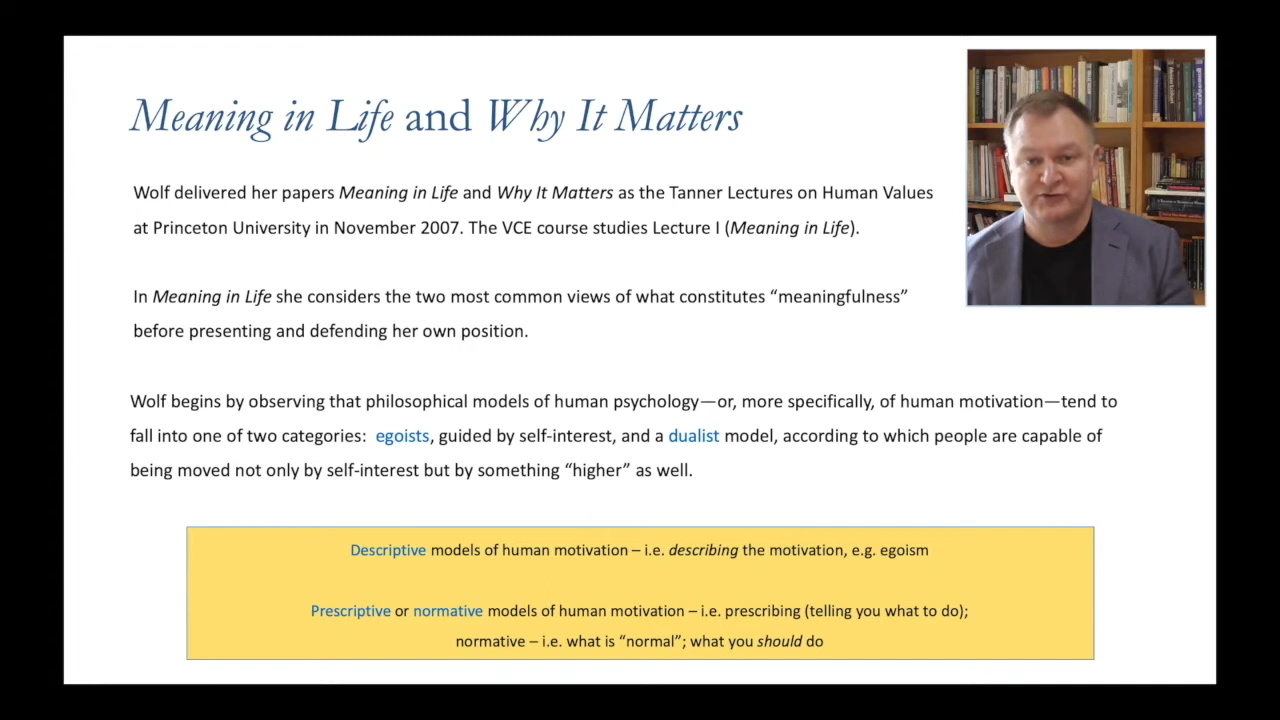 Meaning in Life and Why It Matters
Wolf delivered her papers Meaning in Life and Why It Matters as the Tanner Lectures on Human Values
at Princeton University in November 2007. The VCE course studies Lecture I (Meaning in Life).
In Meaning in Life she considers the two most common views of what constitutes “meaningfulness”
before presenting and defending her own position.
Wolf begins by observing that philosophical models of human psychology—or, more specifically, of human motivation—tend to
fall into one of two categories: egoists, guided by self-interest, and a dualist model, according to which people are capable of
being moved not only by self-interest but by something “higher” as well.
Descriptive models of human motivation – i.e. describing the motivation, e.g. egoism
Prescriptive or normative models of human motivation – i.e. prescribing (telling you what to do);
normative – i.e. what is “normal”; what you should do